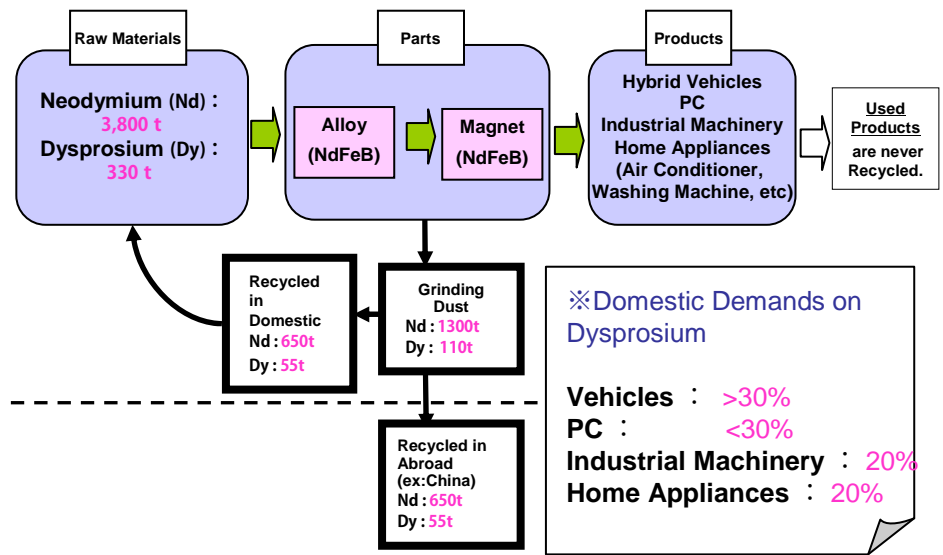 Raw Materials
Neodymium (Nd)：
3,800 t
Dysprosium (Dy)：
330 t
Parts
Alloy
(NdFeB)
Magnet
(NdFeB)
Products
Hybrid Vehicles
PC
Industrial Machinery
Home Appliances
(Air Conditioner,
Washing Machine, etc)
Used
Products
are never
Recycled.
Recycled
in
Domestic
Nd : 650t
Dy : 55t
Grinding
Dust
Nd : 1300t
Dy : 110t
Recycled in
Abroad
(ex:China)
Nd : 650t
Dy : 55t
※Domestic Demands on
Dysprosium
Vehicles ： >30%
PC ： <30%
Industrial Machinery ： 20%
Home Appliances ： 20%